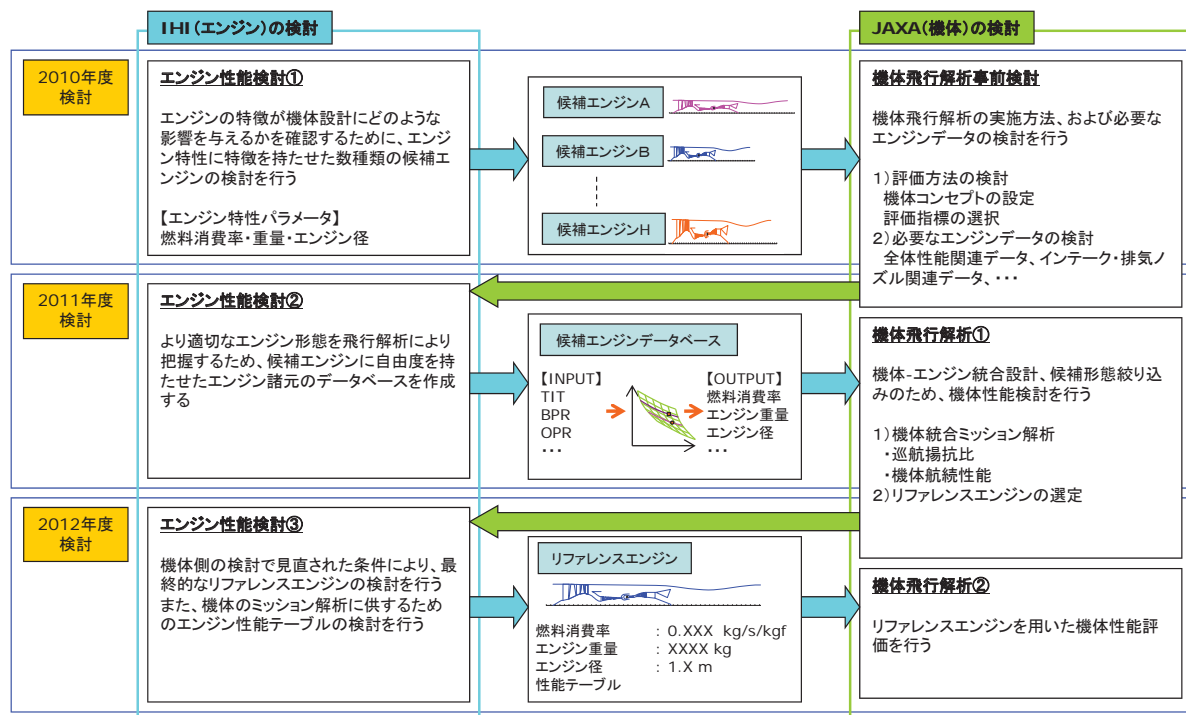 IHI(エンジン)の検討
JAXA(機体)の検討
2010年度
検討
エンジン性能検討①
エンジンの特徴が機体設計にどのような
影響を与えるかを確認するために、エンジ
ン特性に特徴を持たせた数種類の候補エ
ンジンの検討を行う
【エンジン特性パラメータ】
燃料消費率・重量・エンジン径
候補エンジンA
候補エンジンB
候補エンジンH
機体飛行解析事前検討
機体飛行解析の実施方法、および必要な
エンジンデータの検討を行う
1)評価方法の検討
機体コンセプトの設定
評価指標の選択
2)必要なエンジンデータの検討
全体性能関連データ、インテーク・排気ノ
ズル関連データ、・・・
2011年度
検討
エンジン性能検討②
より適切なエンジン形態を飛行解析により
把握するため、候補エンジンに自由度を持
たせたエンジン諸元のデータベースを作成
する
候補エンジンデータベース
【INPUT】
TIT
BPR
OPR
・・・
【OUTPUT】
燃料消費率
エンジン重量
エンジン径
・・・
機体飛行解析①
機体-エンジン統合設計、候補形態絞り込
みのため、機体性能検討を行う
1)機体統合ミッション解析
・巡航揚抗比
・機体航続性能
2)リファレンスエンジンの選定
2012年度
検討
エンジン性能検討③
機体側の検討で見直された条件により、最
終的なリファレンスエンジンの検討を行う
また、機体のミッション解析に供するため
のエンジン性能テーブルの検討を行う
リファレンスエンジン
燃料消費率 : 0.XXX kg/s/kgf
エンジン重量 : XXXX kg
エンジン径 : 1.X m
性能テーブル
機体飛行解析②
リファレンスエンジンを用いた機体性能評
価を行う